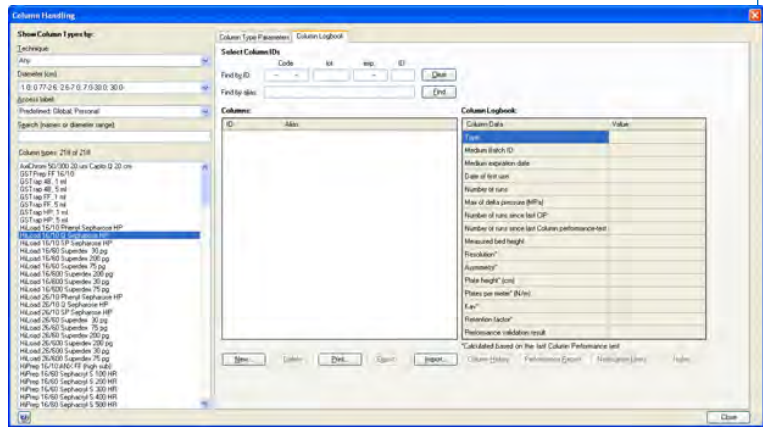 Column Handling
Show Column Types by:
Technique
Any
Diameter [cm]
Access label:
Predefined; Global; Personal
Search (name or diameter range)
Column types: 214 of 214
AxiChrom 50/300 20 um Capto Q 20 cm
GSTPrep FF 16/10
GSTrap 4B, 1 ml
GSTrap 4B, 5 ml
GSTrap FF, 1 ml
GSTrap FF, 5 ml
GSTrap HP, 1 ml
GSTrap HP, 5 ml
HiLoad 16/10 Phenyl Sepharose HP
HiLoad 16/10 Q Sepharose HP
HiLoad 16/10 SP Sepharose HP
HiLoad 16/60 Superdex 30 pg
HiLoad 16/60 Superdex 200 pg
HiLoad 16/60 Superdex 75 pg
HiLoad 16/600 Superdex 200 pg
HiLoad 16/600 Superdex 30 pg
HiLoad 16/600 Superdex 75 pg
HiLoad 26/10 Phenyl Sepharose HP
HiLoad 26/10 Q Sepharose HP
HiLoad 26/10 SP Sepharose HP
HiLoad 26/60 Superdex 30 pg
HiLoad 26/60 Superdex 75 pg
HiLoad 26/60 Superdex 200 pg
HiLoad 26/600 Superdex 200 pg
HiLoad 26/600 Superdex 30 pg
HiLoad 26/600 Superdex 75 pg
HiPrep 16/10 ANX FF (high sub)
HiPrep 16/60 Sephacryl S 100 HR
HiPrep 16/60 Sephacryl S 200 HR
HiPrep 16/60 Sephacryl S 300 HR
HiPrep 16/60 Sephacryl S 400 HR
HiPrep 16/60 Sephacryl S 500 HR
Column Type Parameters
Column Logbook
Select Column IDs
Code lot exp. ID
Find by ID:
Clear
Find by alias:
Find
Columns:
ID Alias
New...
Delete
Print...
Export
Import...
Column Logbook:
Column Data Value
Type
Medium Batch ID
Medium expiration date
Date of first use
Number of runs
Max of delta pressure (MPa)
Number of runs since last CIP
Number of runs since last Column performance-test
Measured bed height
Resolution*
Asymmetry*
Plate height* (cm)
Plates per meter* (N/m)
Kav*
Retention factor*
Performance validation result
*Calculated based on the last Column Performance test
Column History
Performance Report
Notification Limits
Notes
Close